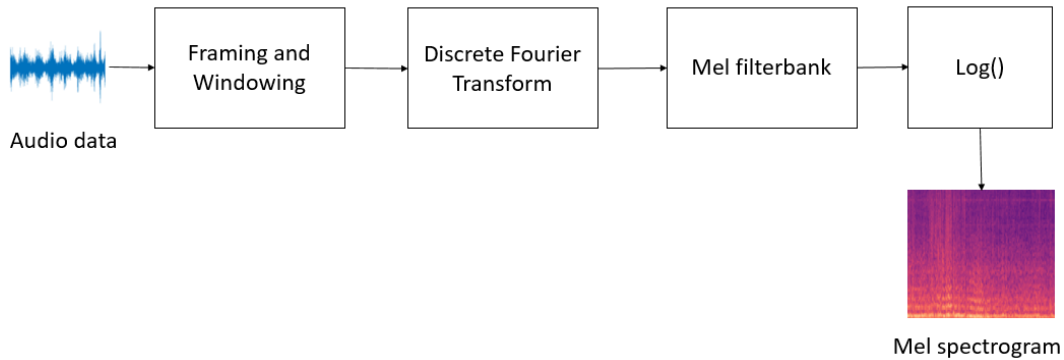 Framing and
Windowing
Discrete Fourier
Transform
Mel filterbank
Log()
Audio data
Mel spectrogram